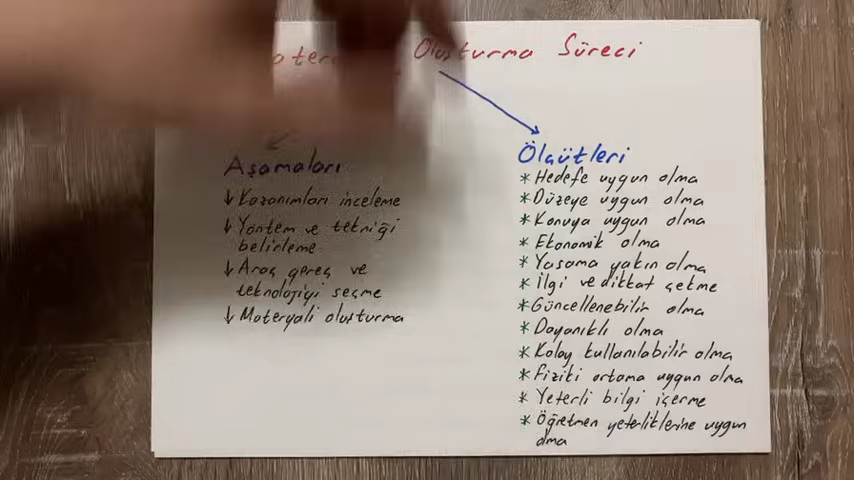 Oluşturma Süreci
Aşamaları
↓ Kazanımları inceleme
↓ Yöntem ve tekniği
belirleme
↓ Araç gereç ve
teknolojiyi seçme
↓ Materyali oluşturma
Ölçütleri
* Hedefe uygun olma
* Düzeye uygun olma
* Konuya uygun olma
* Ekonomik olma
* Yaşama yakın olma
* İlgi ve dikkat çekme
* Güncellenebilir olma
* Dayanıklı olma
* Kolay kullanılabilir olma
* Fiziki ortama uygun olma
* Yeterli bilgi içerme
* Öğretmen yeterliklerine uygun
olma